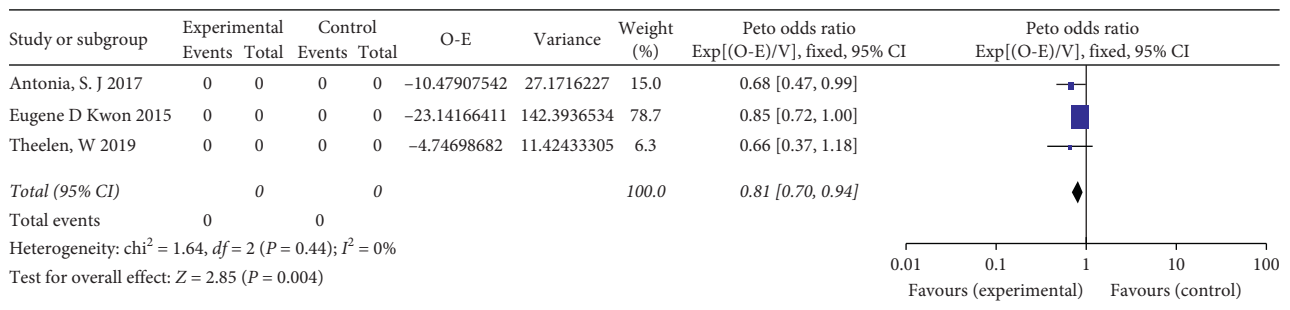 Study or subgroup Experimental Control O-E Variance Weight (%) Peto odds ratio Peto odds ratio
Events Total Events Total Exp[(O-E)/V], fixed, 95% CI Exp[(O-E)/V], fixed, 95% CI
Antonia, S. J 2017 0 0 0 0 –10.47907542 27.1716227 15.0 0.68 [0.47, 0.99]
Eugene D Kwon 2015 0 0 0 0 –23.14166411 142.3936534 78.7 0.85 [0.72, 1.00]
Theelen, W 2019 0 0 0 0 –4.74698682 11.42433305 6.3 0.66 [0.37, 1.18]
Total (95% CI) 0 0 100.0 0.81 [0.70, 0.94]
Total events 0 0
Heterogeneity: chi² = 1.64, df = 2 (P = 0.44); I² = 0%
Test for overall effect: Z = 2.85 (P = 0.004)
0.01 0.1 1 10 100
Favours (experimental) Favours (control)